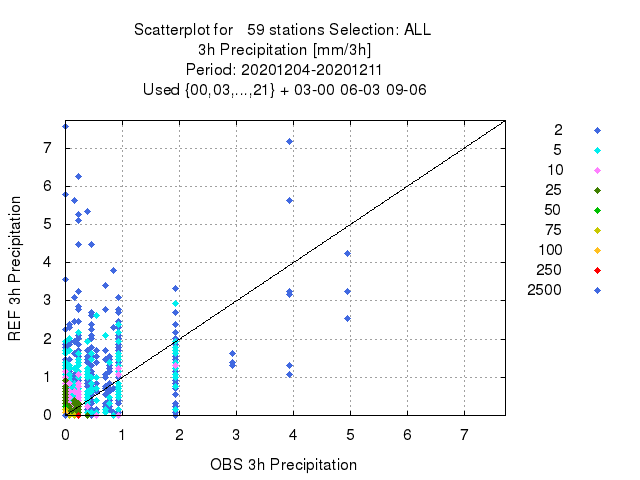 Scatterplot for 59 stations Selection: ALL
3h Precipitation [mm/3h]
Period: 20201204-20201211
Used {00,03,...,21} + 03-00 06-03 09-06
REF 3h Precipitation
7
6
5
4
3
2
1
0
0 1 2 3 4 5 6 7
OBS 3h Precipitation
2
5
10
25
50
75
100
250
2500